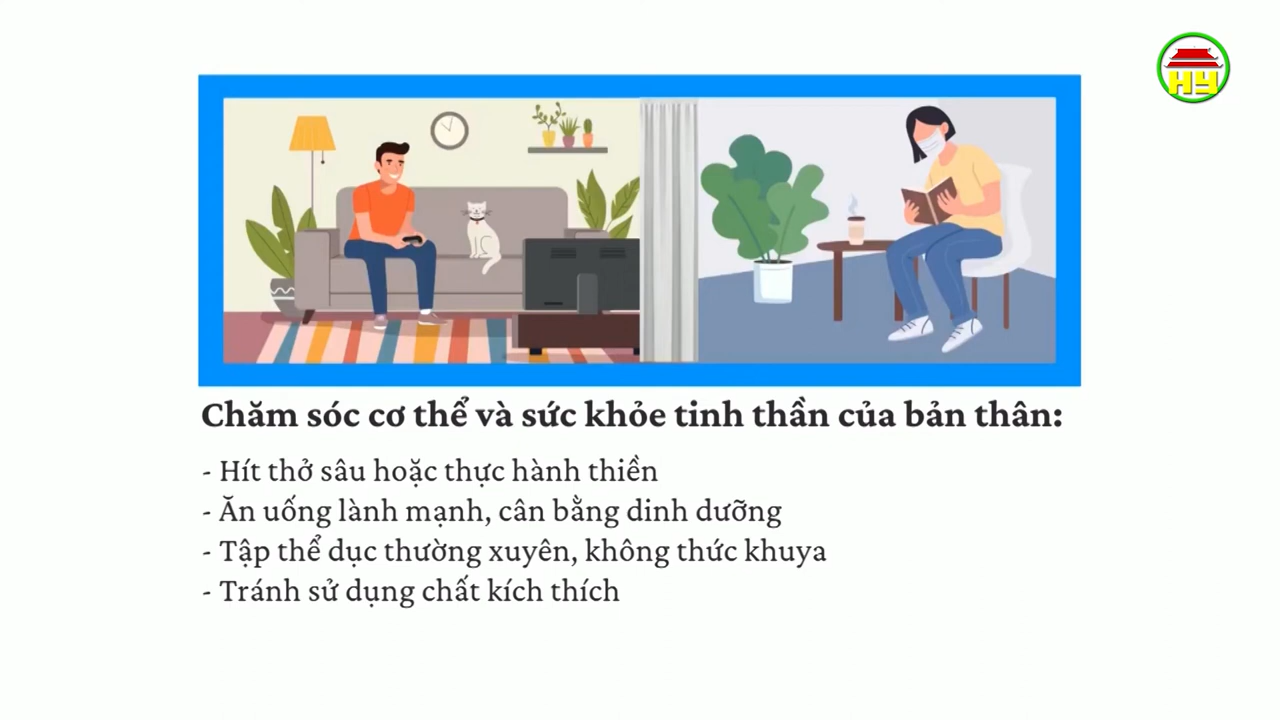 HY
Chăm sóc cơ thể và sức khỏe tinh thần của bản thân:
- Hít thở sâu hoặc thực hành thiền
- Ăn uống lành mạnh, cân bằng dinh dưỡng
- Tập thể dục thường xuyên, không thức khuya
- Tránh sử dụng chất kích thích